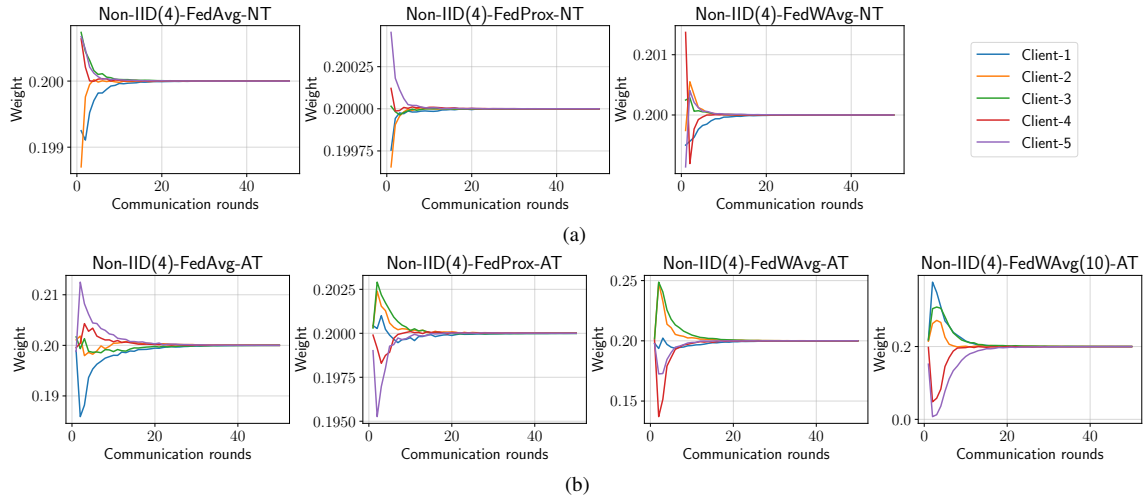 Non-IID(4)-FedAvg-NT
Non-IID(4)-FedProx-NT
Non-IID(4)-FedWAvg-NT
Weight
0.200
0.199
0 20 40
Communication rounds
Weight
0.20025
0.20000
0.19975
0 20 40
Communication rounds
Weight
0.201
0.200
0 20 40
Communication rounds
Client-1
Client-2
Client-3
Client-4
Client-5
(a)
Non-IID(4)-FedAvg-AT
Non-IID(4)-FedProx-AT
Non-IID(4)-FedWAvg-AT
Non-IID(4)-FedWAvg(10)-AT
Weight
0.21
0.20
0.19
0 20 40
Communication rounds
Weight
0.2025
0.2000
0.1975
0.1950
0 20 40
Communication rounds
Weight
0.25
0.20
0.15
0 20 40
Communication rounds
Weight
0.2
0.0
0 20 40
Communication rounds
(b)